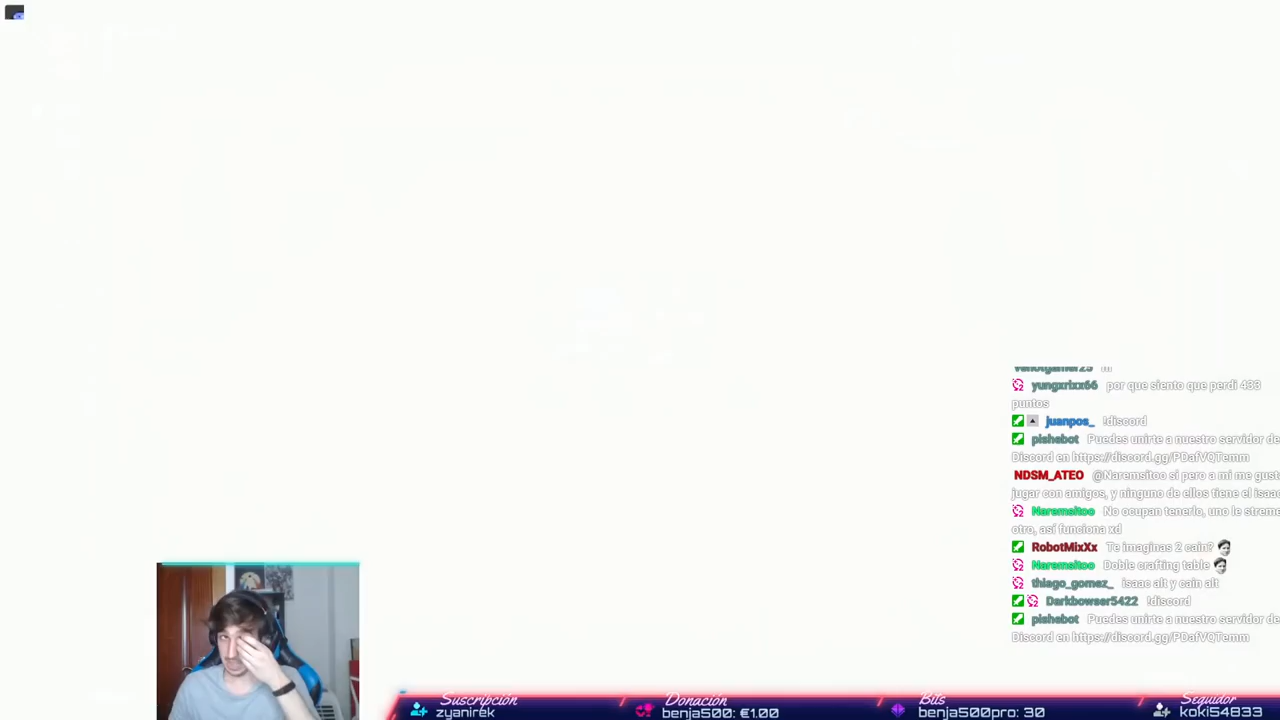 yungxrixx66 por que siento que perdi 433
puntos
juanpos_ !discord
pishebot Puedes unirte a nuestro servidor de
Discord en https://discord.gg/PDafVQTemm
NDSM_ATEO @Naremsitoo sí pero a mi me gust
jugar con amigos, y ninguno de ellos tiene el isaac
Naremsitoo No ocupan tenerlo, uno le streme
otro, así funciona xd
RobotMixXx Te imaginas 2 cain?
Naremsitoo Doble crafting table
thiago_gomez_ isaac alt y cain alt
Darkbowser5422 !discord
pishebot Puedes unirte a nuestro servidor de
Discord en https://discord.gg/PDafVQTemm
Suscripción Donación Bits Seguidor
zyanirek benja500: €1.00 benja500pro: 30 koki54833